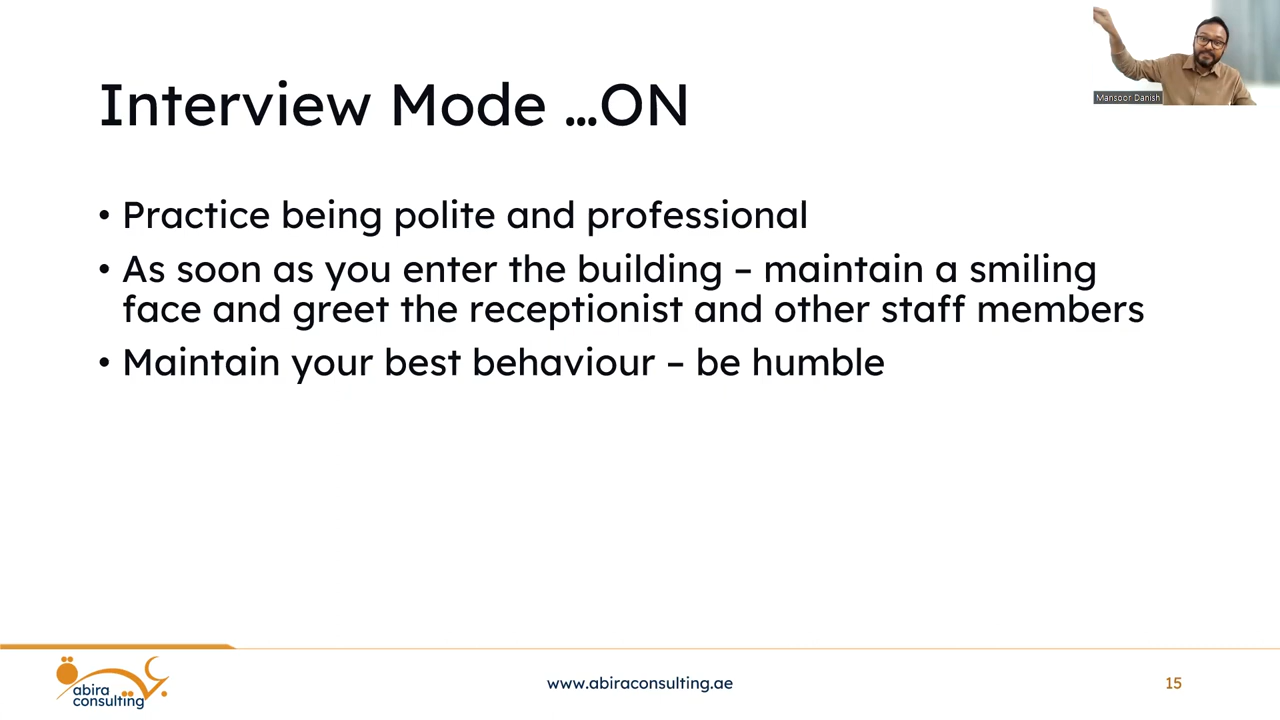 Mansoor Danish
Interview Mode ...ON
• Practice being polite and professional
• As soon as you enter the building – maintain a smiling
face and greet the receptionist and other staff members
• Maintain your best behaviour – be humble
abira
consulting
www.abiraconsulting.ae
15